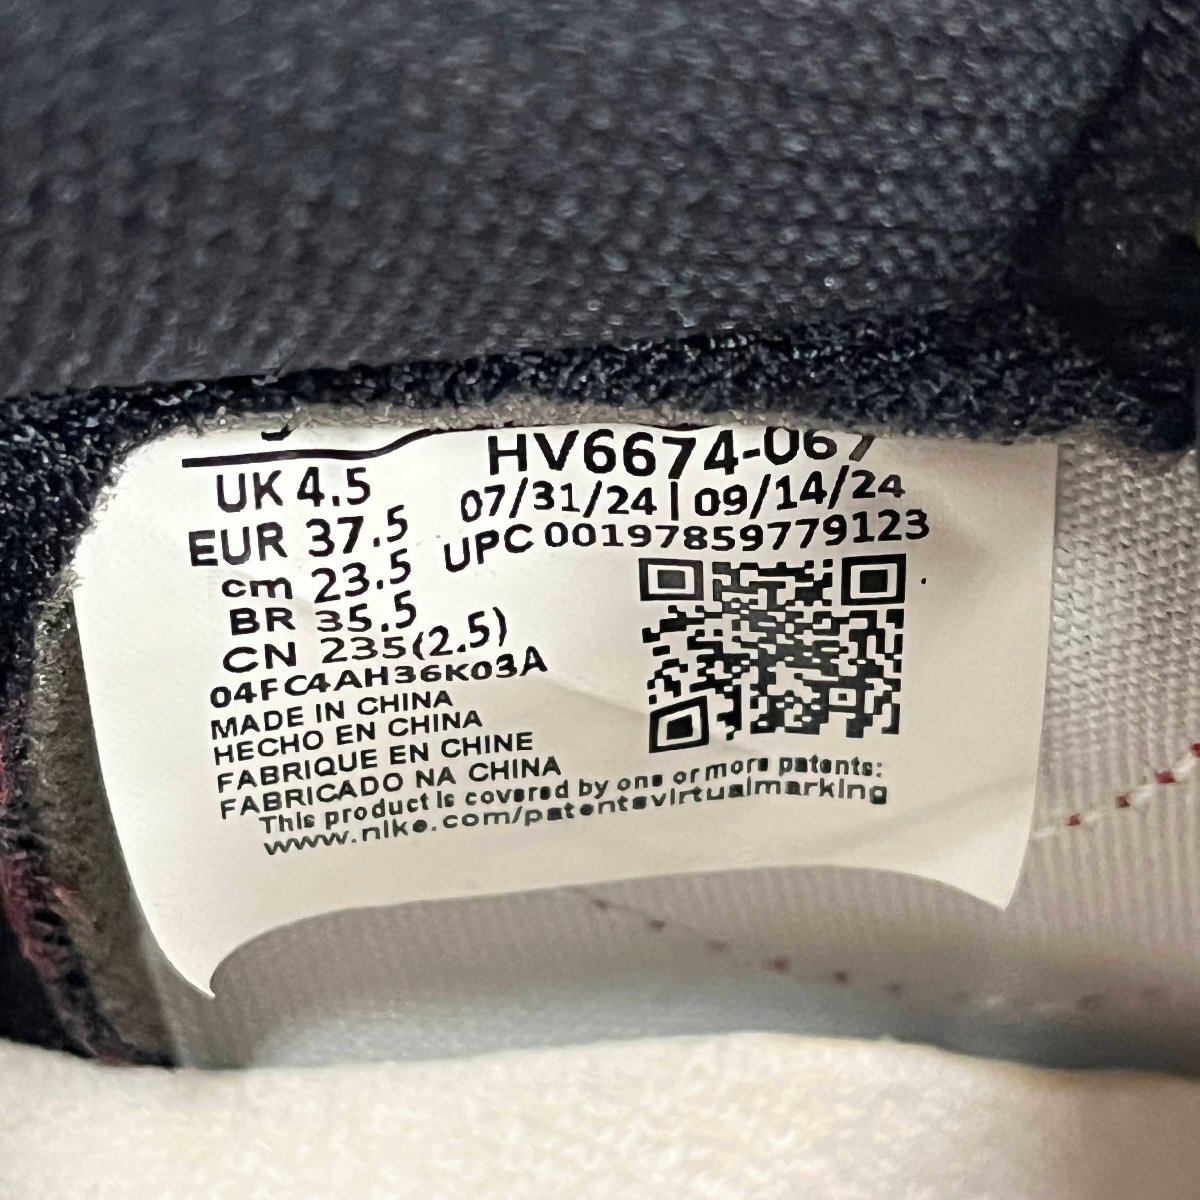 HV6674-067
UK 4.5
07/31/24 | 09/14/24
EUR 37.5
UPC 00197859779123
cm 23.5
BR 35.5
CN 235(2.5)
04FC4AH36K03A
MADE IN CHINA
HECHO EN CHINA
FABRIQUE EN CHINE
FABRICADO NA CHINA
This product is covered by one or more patents:
www.nike.com/patentsvirtualmarking